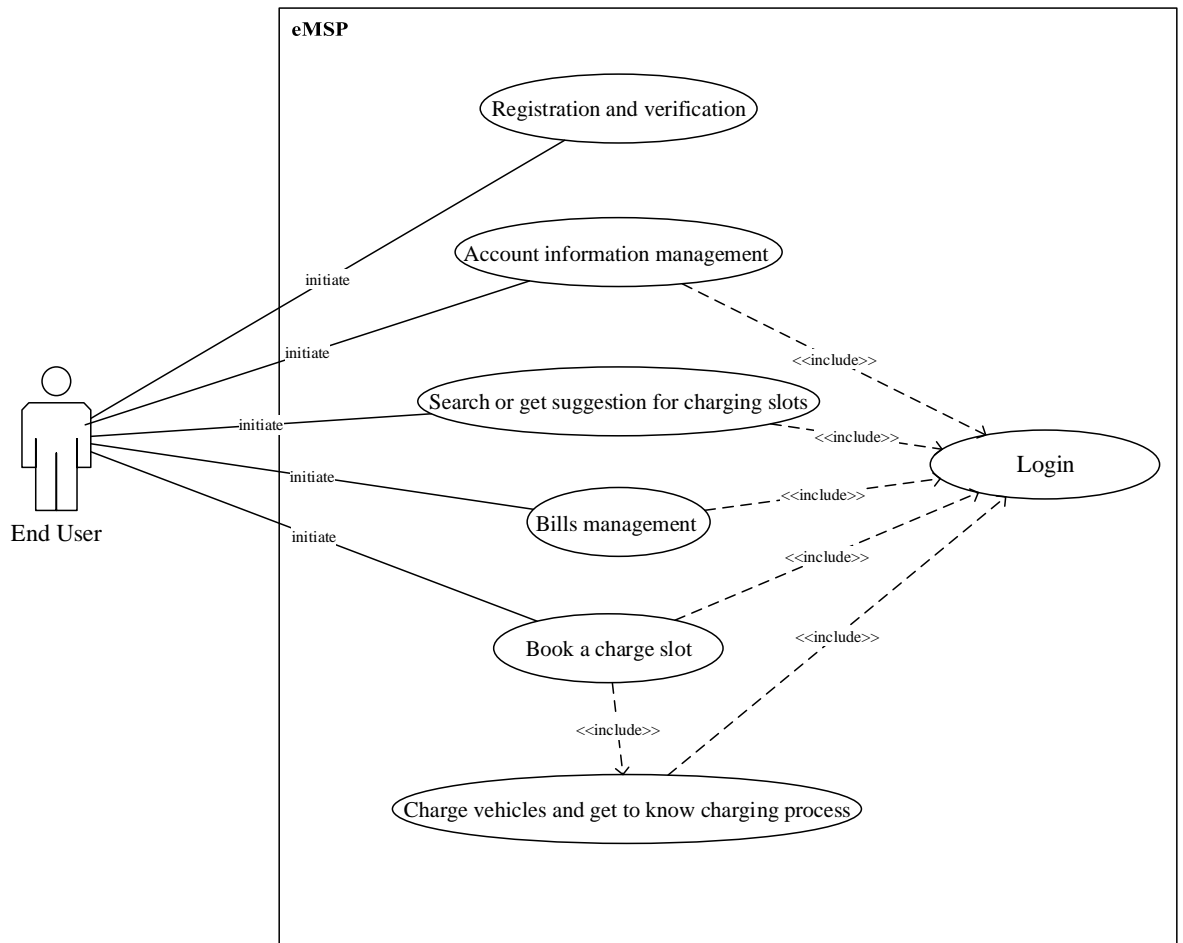 eMSP
Registration and verification
Account information management
initiate
initiate
<<include>>
Search or get suggestion for charging slots
initiate
<<include>>
Login
initiate
<<include>>
Bills management
End User
initiate
<<include>>
Book a charge slot
<<include>>
<<include>>
Charge vehicles and get to know charging process